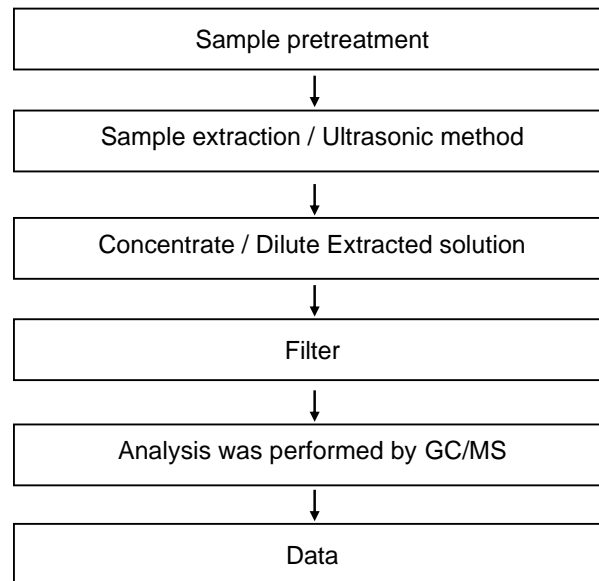 Sample pretreatment
Sample extraction / Ultrasonic method
Concentrate / Dilute Extracted solution
Filter
Analysis was performed by GC/MS
Data